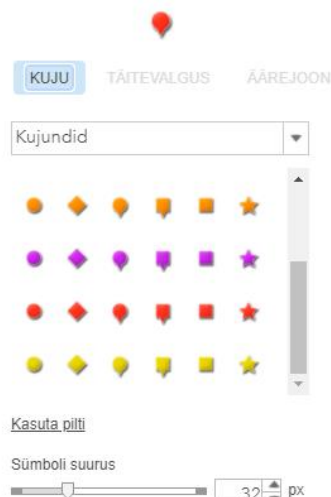 KUJU TÄITEVALGUS ÄÄREJOON
Kujundid
Kasuta pilti
Sümboli suurus
32 px